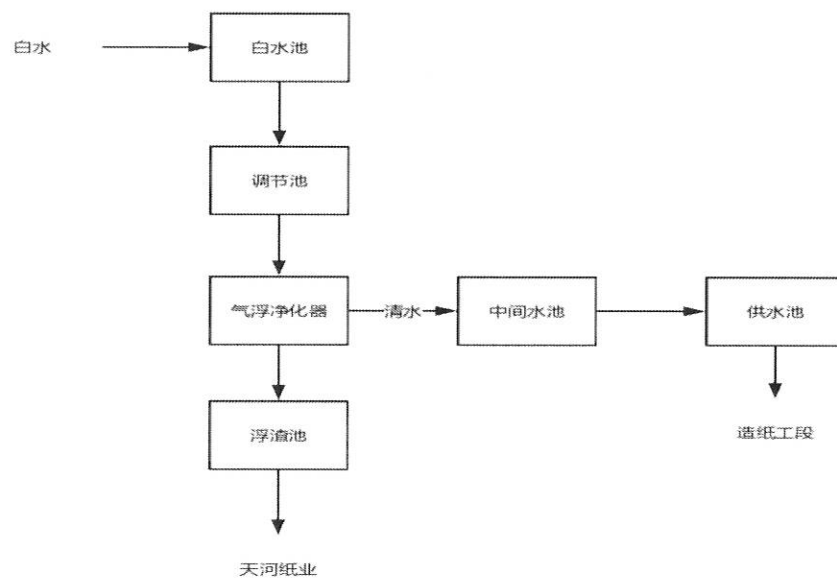 白水
白水池
调节池
气浮净化器
清水
中间水池
供水池
浮渣池
造纸工段
天河纸业